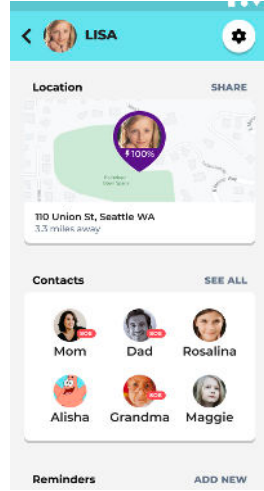 LISA
Location SHARE
100%
110 Union St, Seattle WA
3.3 miles away
Contacts SEE ALL
SOS SOS
Mom Dad Rosalina
SOS
Alisha Grandma Maggie
Reminders ADD NEW